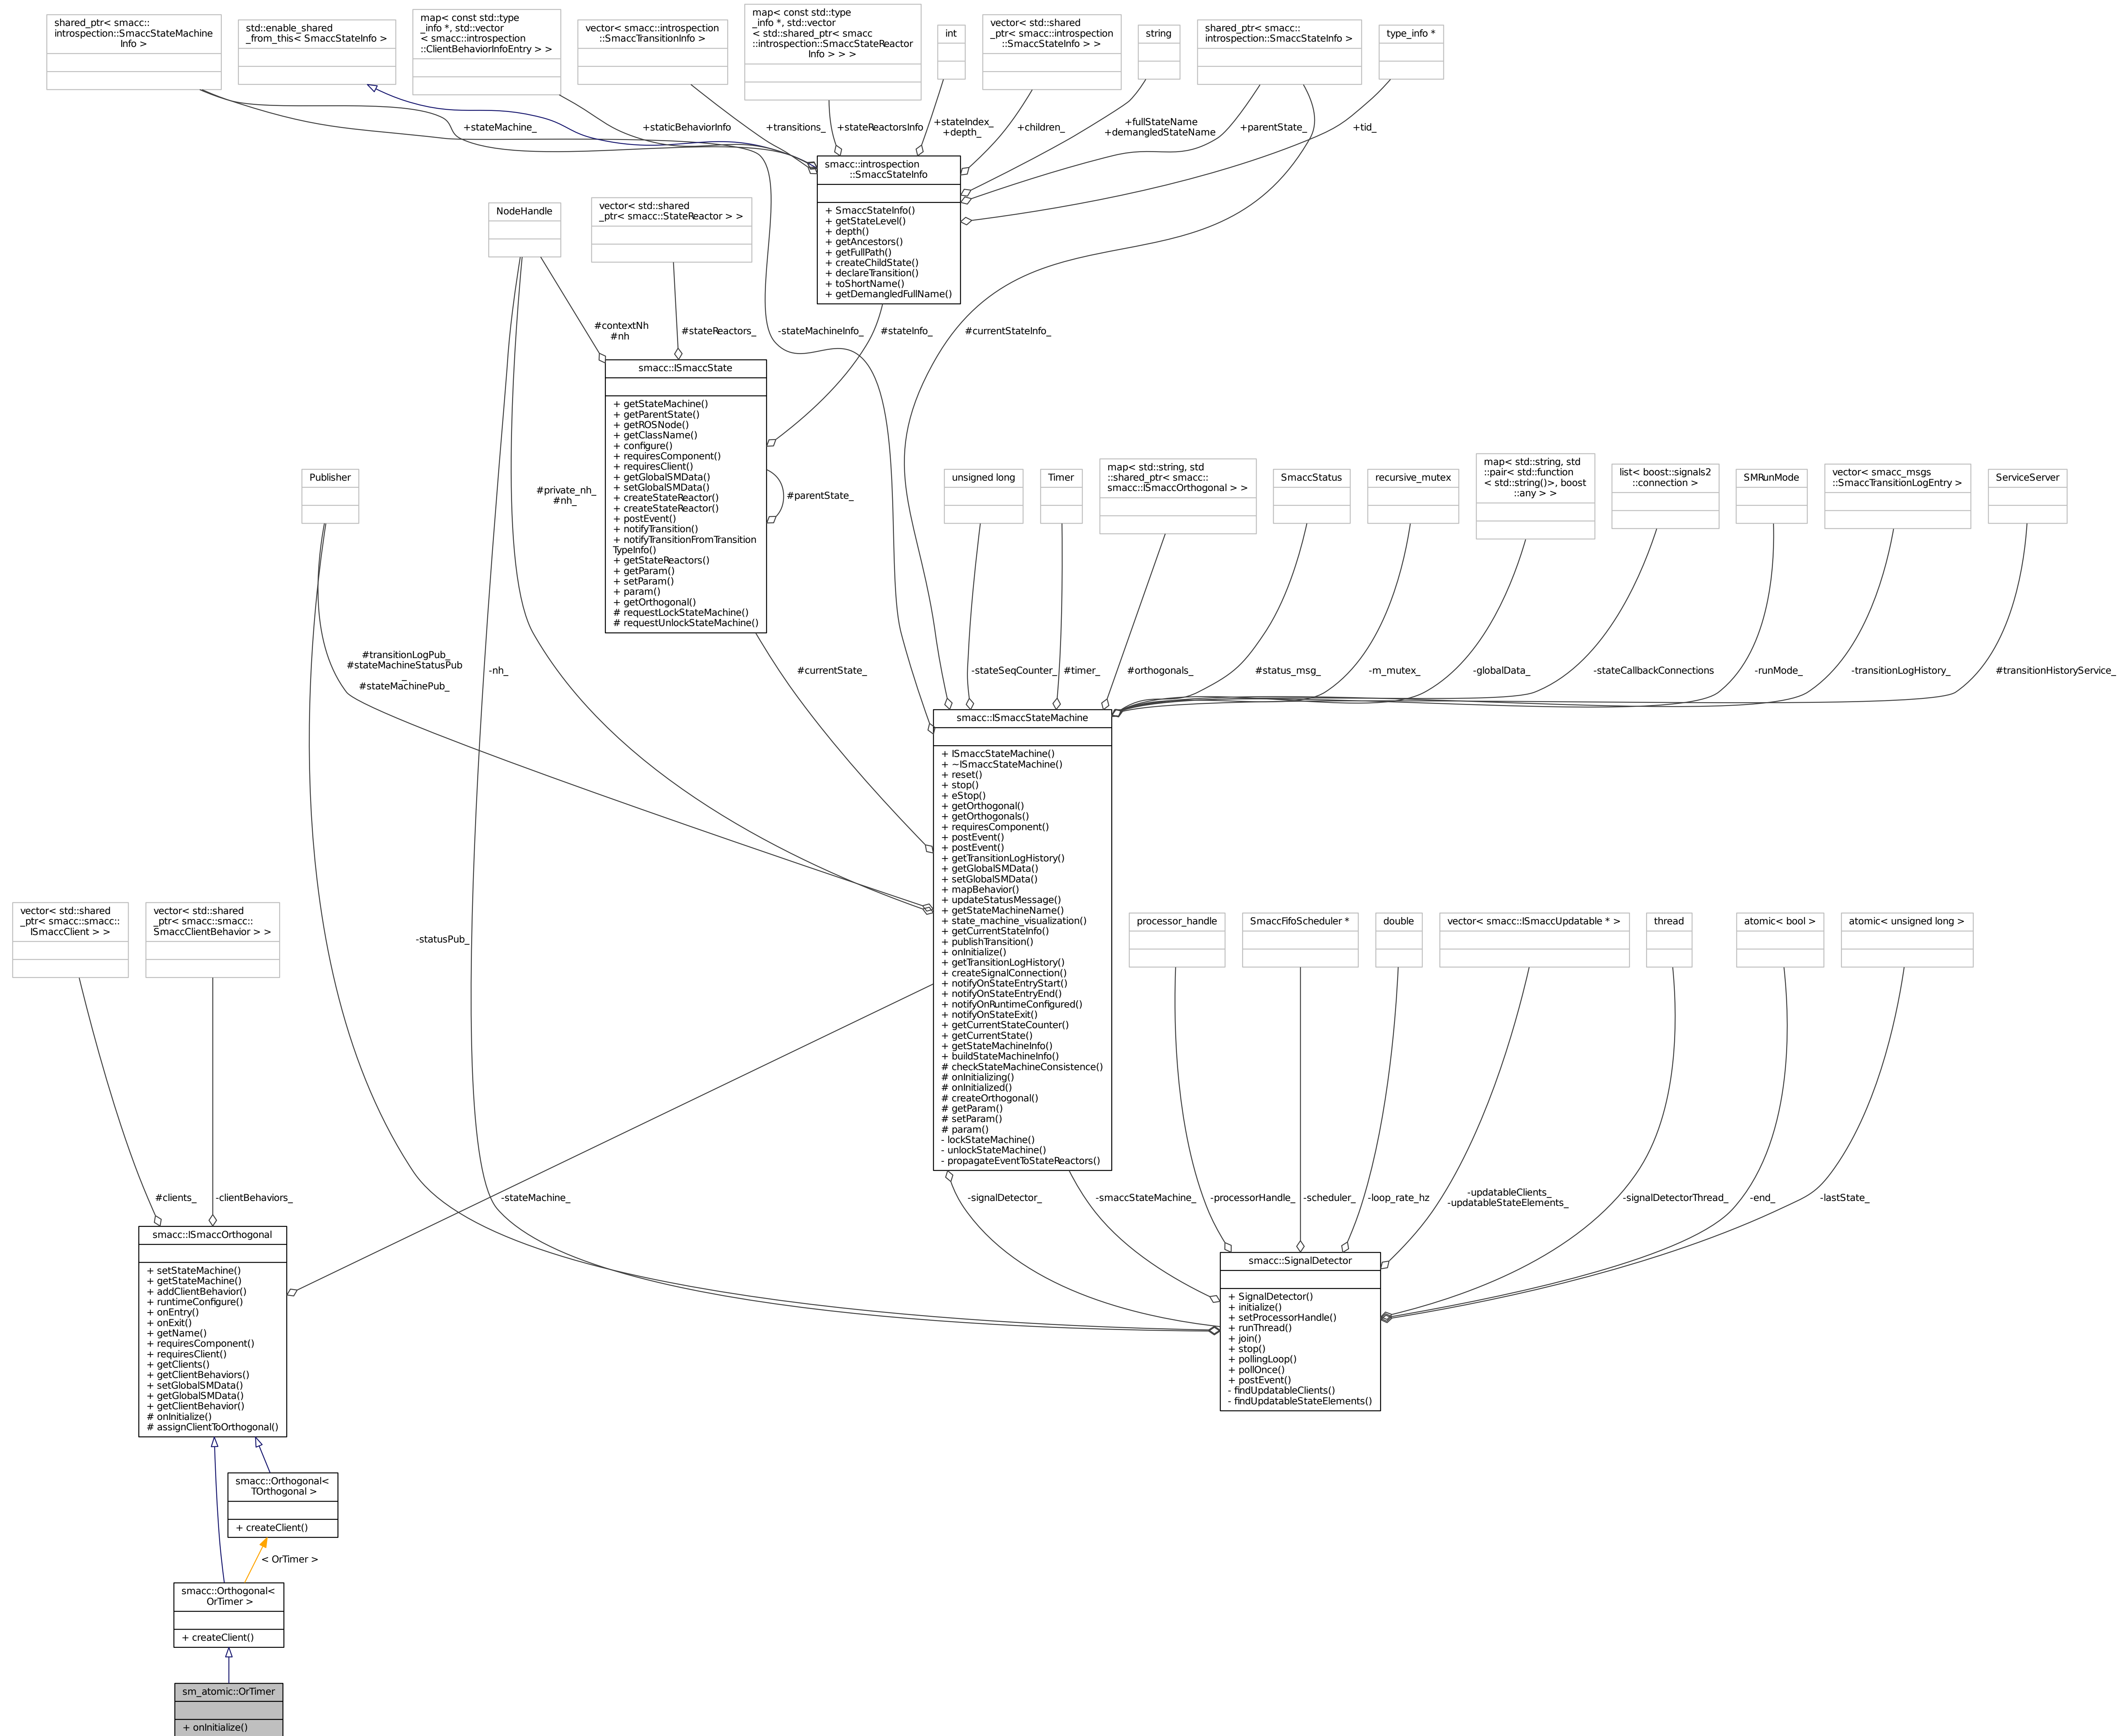 shared_ptr< smacc::
introspection::SmaccStateMachine
Info >
std::enable_shared
_from_this< SmaccStateInfo >
map< const std::type
_info *, std::vector
< smacc::introspection
::ClientBehaviorInfoEntry > >
vector< smacc::introspection
::SmaccTransitionInfo >
map< const std::type
_info *, std::vector
< std::shared_ptr< smacc
::introspection::SmaccStateReactor
Info > > >
int
vector< std::shared
_ptr< smacc::introspection
::SmaccStateInfo > >
string
shared_ptr< smacc::
introspection::SmaccStateInfo >
type_info *
+stateMachine_
+staticBehaviorInfo
+transitions_
+stateReactorsInfo
+stateIndex_
+depth_
+children_
+fullStateName
+demangledStateName
+parentState_
+tid_
smacc::introspection
::SmaccStateInfo
+ SmaccStateInfo()
+ getStateLevel()
+ depth()
+ getAncestors()
+ getFullPath()
+ createChildState()
+ declareTransition()
+ toShortName()
+ getDemangledFullName()
NodeHandle
vector< std::shared
_ptr< smacc::StateReactor > >
#contextNh
#nh
#stateReactors_
-stateMachineInfo_
#stateInfo_
#currentStateInfo_
smacc::ISmaccState
+ getStateMachine()
+ getParentState()
+ getROSNode()
+ getClassName()
+ configure()
+ requiresComponent()
+ requiresClient()
+ getGlobalSMData()
+ setGlobalSMData()
+ createStateReactor()
+ createStateReactor()
+ postEvent()
+ notifyTransition()
+ notifyTransitionFromTransition
TypeInfo()
+ getStateReactors()
+ getParam()
+ setParam()
+ param()
+ getOrthogonal()
# requestLockStateMachine()
# requestUnlockStateMachine()
#parentState_
Publisher
#private_nh_
#nh_
unsigned long
Timer
map< std::string, std
::shared_ptr< smacc::
smacc::ISmaccOrthogonal > >
SmaccStatus
recursive_mutex
map< std::string, std
::pair< std::function
< std::string()>, boost
::any > >
list< boost::signals2
::connection >
SMRunMode
vector< smacc_msgs
::SmaccTransitionLogEntry >
ServiceServer
#transitionLogPub_
#stateMachineStatusPub
_
#stateMachinePub_
-nh_
#currentState_
-stateSeqCounter_
#timer_
#orthogonals_
#status_msg_
-m_mutex_
-globalData_
-stateCallbackConnections
-runMode_
-transitionLogHistory_
#transitionHistoryService_
smacc::ISmaccStateMachine
+ ISmaccStateMachine()
+ ~ISmaccStateMachine()
+ reset()
+ stop()
+ eStop()
+ getOrthogonal()
+ getOrthogonals()
+ requiresComponent()
+ postEvent()
+ postEvent()
+ getTransitionLogHistory()
+ getGlobalSMData()
+ setGlobalSMData()
+ mapBehavior()
+ updateStatusMessage()
+ getStateMachineName()
+ state_machine_visualization()
+ getCurrentStateInfo()
+ publishTransition()
+ onInitialize()
+ getTransitionLogHistory()
+ createSignalConnection()
+ notifyOnStateEntryStart()
+ notifyOnStateEntryEnd()
+ notifyOnRuntimeConfigured()
+ notifyOnStateExit()
+ getCurrentStateCounter()
+ getCurrentState()
+ getStateMachineInfo()
+ buildStateMachineInfo()
# checkStateMachineConsistence()
# onInitializing()
# onInitialized()
# createOrthogonal()
# getParam()
# setParam()
# param()
- lockStateMachine()
- unlockStateMachine()
- propagateEventToStateReactors()
vector< std::shared
_ptr< smacc::smacc::
ISmaccClient > >
vector< std::shared
_ptr< smacc::smacc::
SmaccClientBehavior > >
-statusPub_
processor_handle
SmaccFifoScheduler *
double
vector< smacc::ISmaccUpdatable * >
thread
atomic< bool >
atomic< unsigned long >
#clients_
-clientBehaviors_
-stateMachine_
-signalDetector_
-smaccStateMachine_
-processorHandle_
-scheduler_
-loop_rate_hz
-updatableClients_
-updatableStateElements_
-signalDetectorThread_
-end_
-lastState_
smacc::ISmaccOrthogonal
+ setStateMachine()
+ getStateMachine()
+ addClientBehavior()
+ runtimeConfigure()
+ onEntry()
+ onExit()
+ getName()
+ requiresComponent()
+ requiresClient()
+ getClients()
+ getClientBehaviors()
+ setGlobalSMData()
+ getGlobalSMData()
+ getClientBehavior()
# onInitialize()
# assignClientToOrthogonal()
smacc::SignalDetector
+ SignalDetector()
+ initialize()
+ setProcessorHandle()
+ runThread()
+ join()
+ stop()
+ pollingLoop()
+ pollOnce()
+ postEvent()
- findUpdatableClients()
- findUpdatableStateElements()
smacc::Orthogonal<
TOrthogonal >
+ createClient()
< OrTimer >
smacc::Orthogonal<
OrTimer >
+ createClient()
sm_atomic::OrTimer
+ onInitialize()